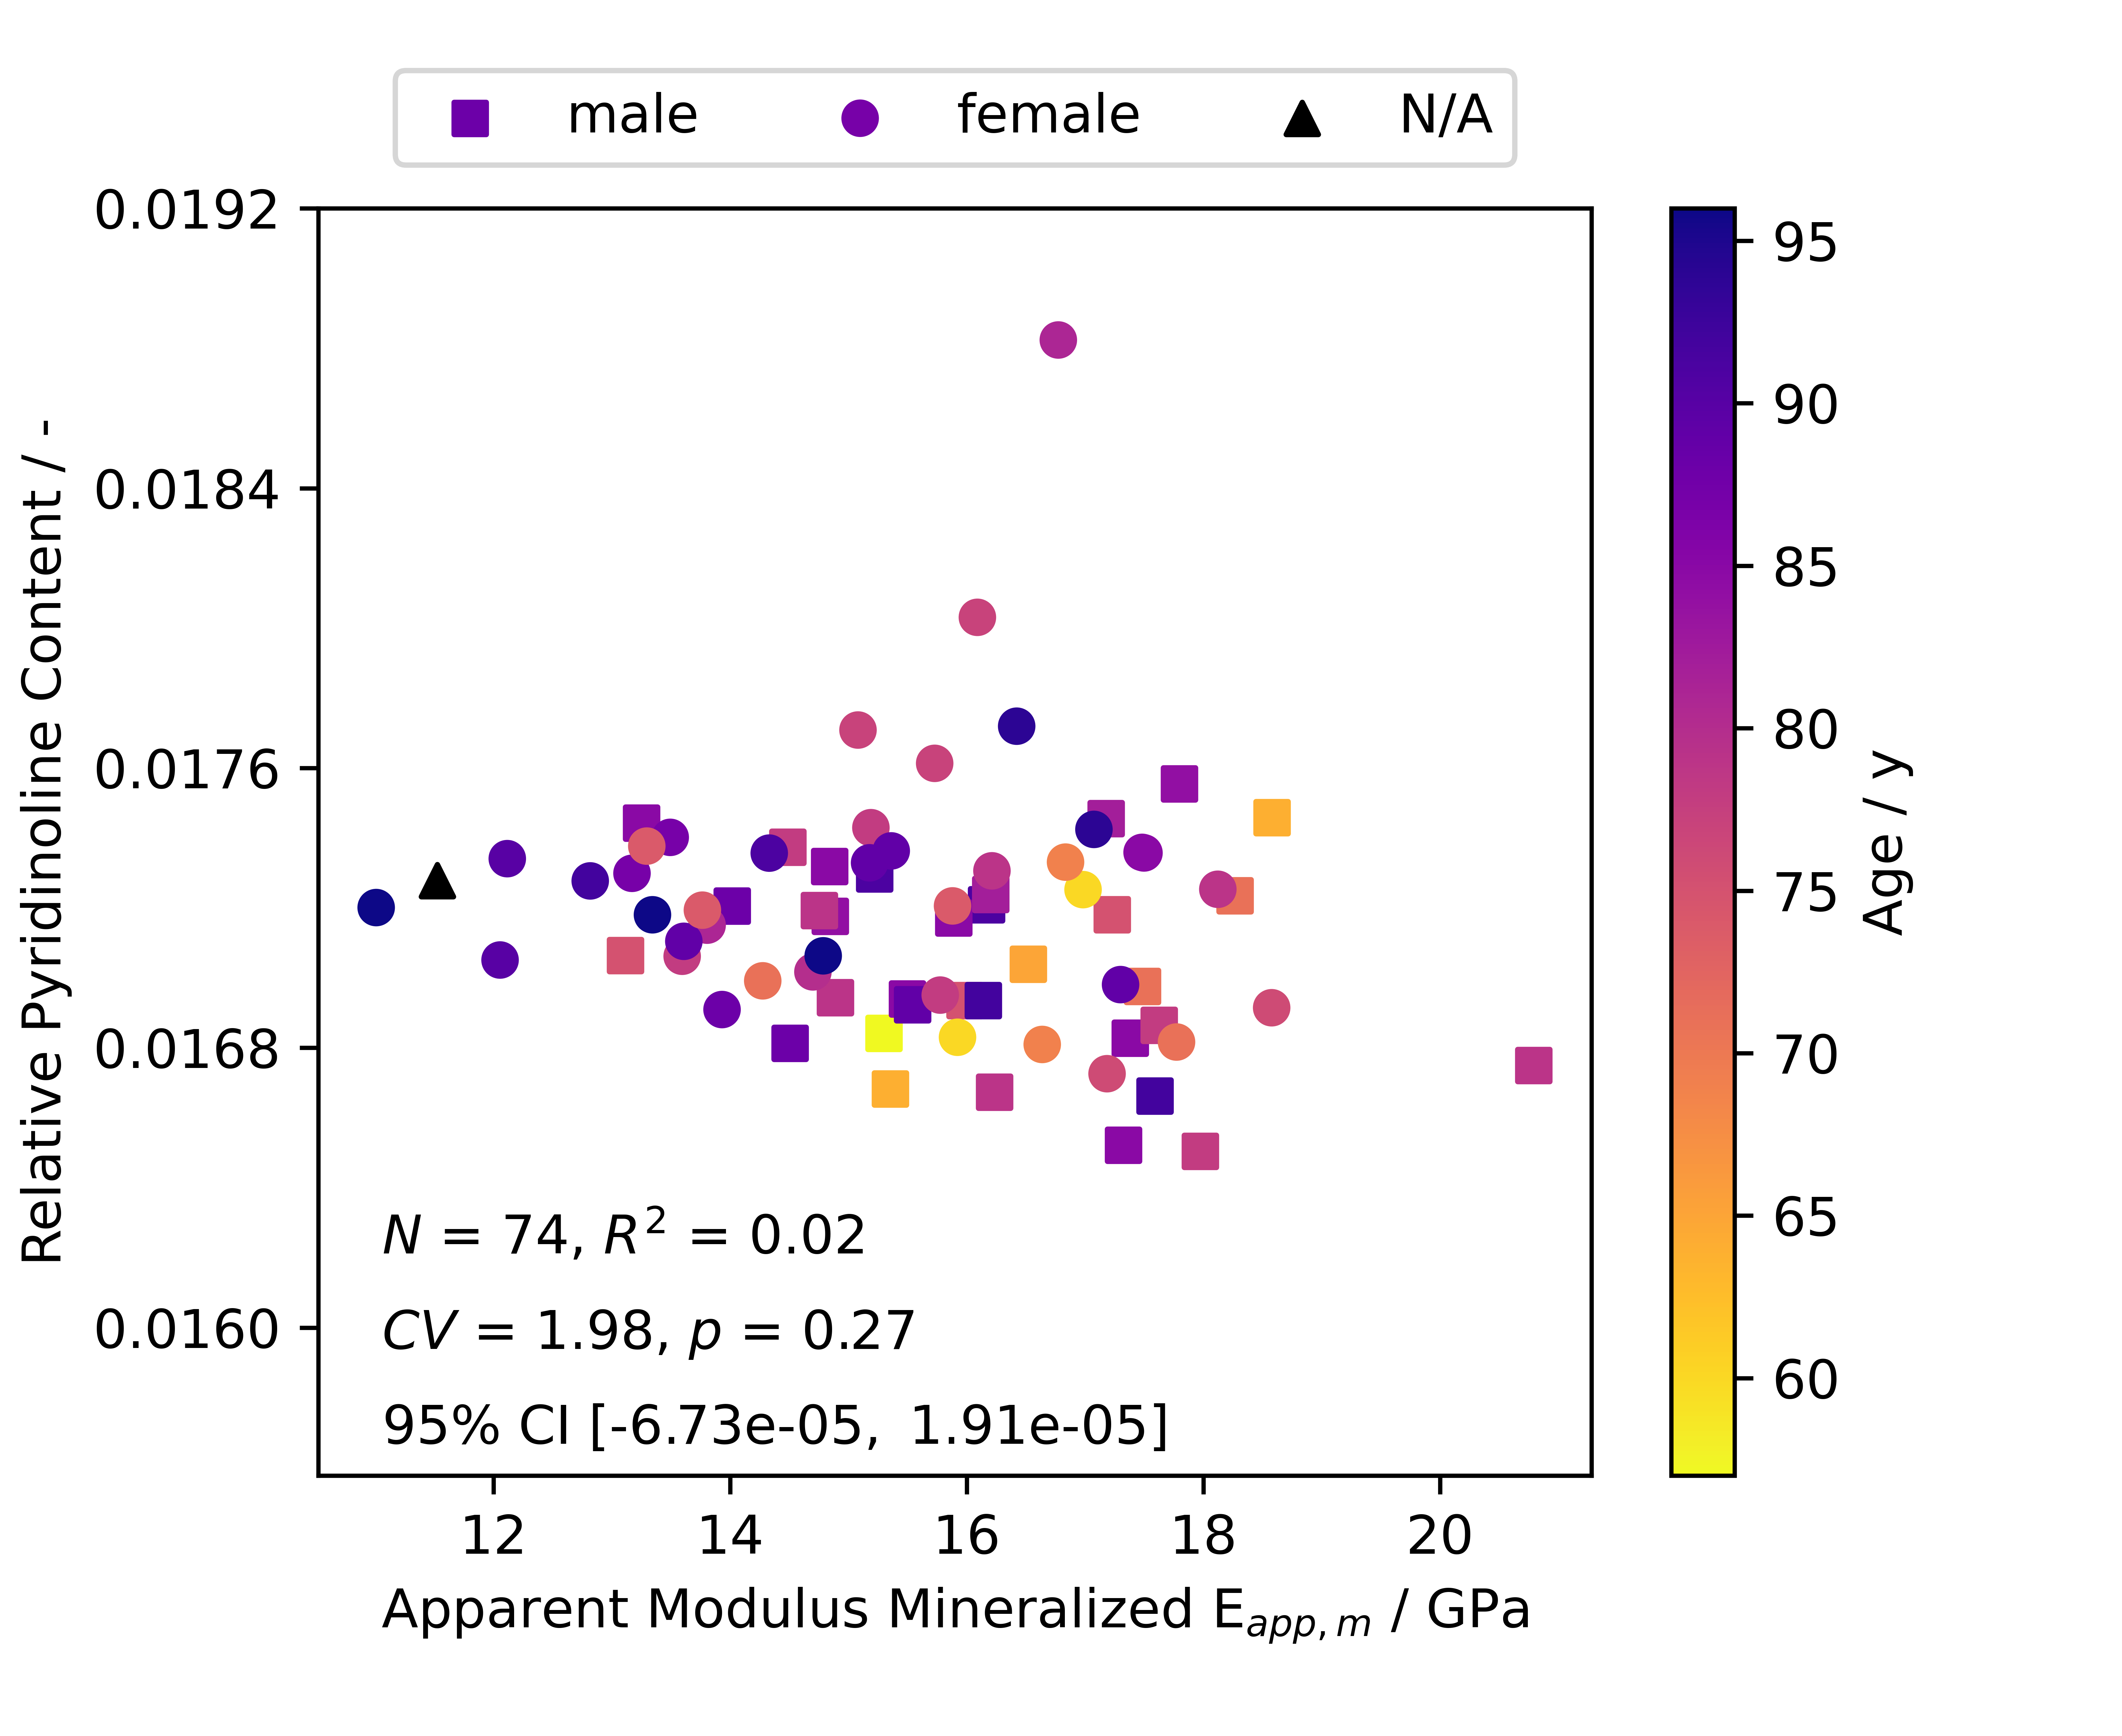 male female N/A
Relative Pyridinoline Content / -
0.0192
0.0184
0.0176
0.0168
0.0160
N = 74, R² = 0.02
CV = 1.98, p = 0.27
95% CI [-6.73e-05, 1.91e-05]
12 14 16 18 20
Apparent Modulus Mineralized E_app,m / GPa
95
90
85
80
75
70
65
60
Age / y